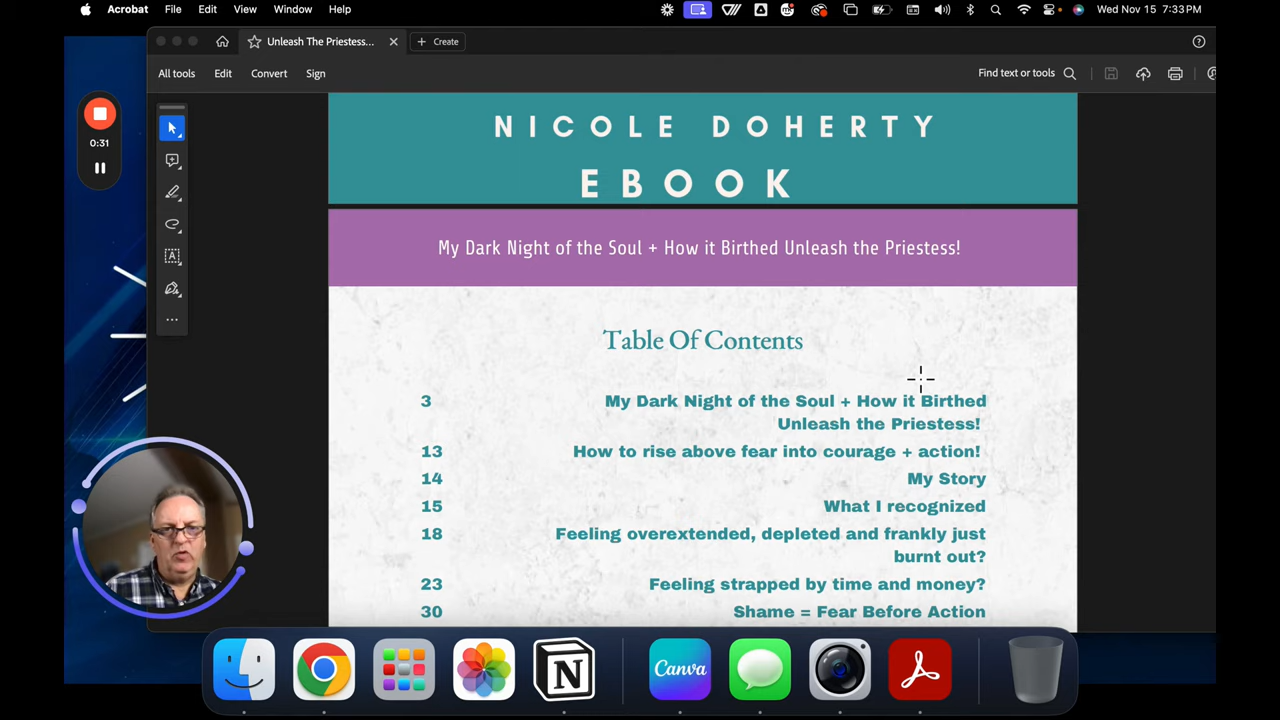 Acrobat File Edit View Window Help Wed Nov 15 7:33 PM
Unleash The Priestess... Create
All tools Edit Convert Sign Find text or tools
0:31
NICOLE DOHERTY
EBOOK
My Dark Night of the Soul + How it Birthed Unleash the Priestess!
Table Of Contents
3 My Dark Night of the Soul + How it Birthed
Unleash the Priestess!
13 How to rise above fear into courage + action!
14 My Story
15 What I recognized
18 Feeling overextended, depleted and frankly just
burnt out?
23 Feeling strapped by time and money?
30 Shame = Fear Before Action
Canva